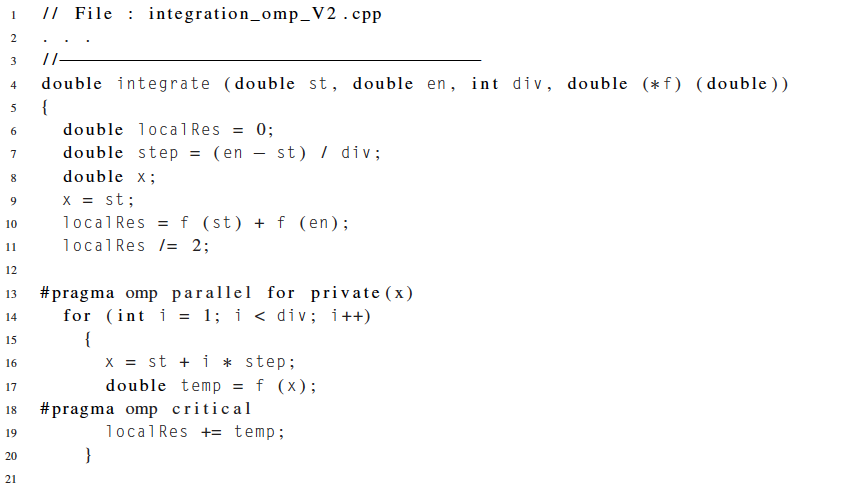 1 // File : integration_omp_V2.cpp
2 . . .
3 //————————————————————
4 double integrate (double st, double en, int div, double (*f) (double))
5 {
6 double localRes = 0;
7 double step = (en − st) / div;
8 double x;
9 x = st;
10 localRes = f (st) + f (en);
11 localRes /= 2;
12
13 #pragma omp parallel for private(x)
14 for (int i = 1; i < div; i++)
15 {
16 x = st + i * step;
17 double temp = f (x);
18 #pragma omp critical
19 localRes += temp;
20 }
21